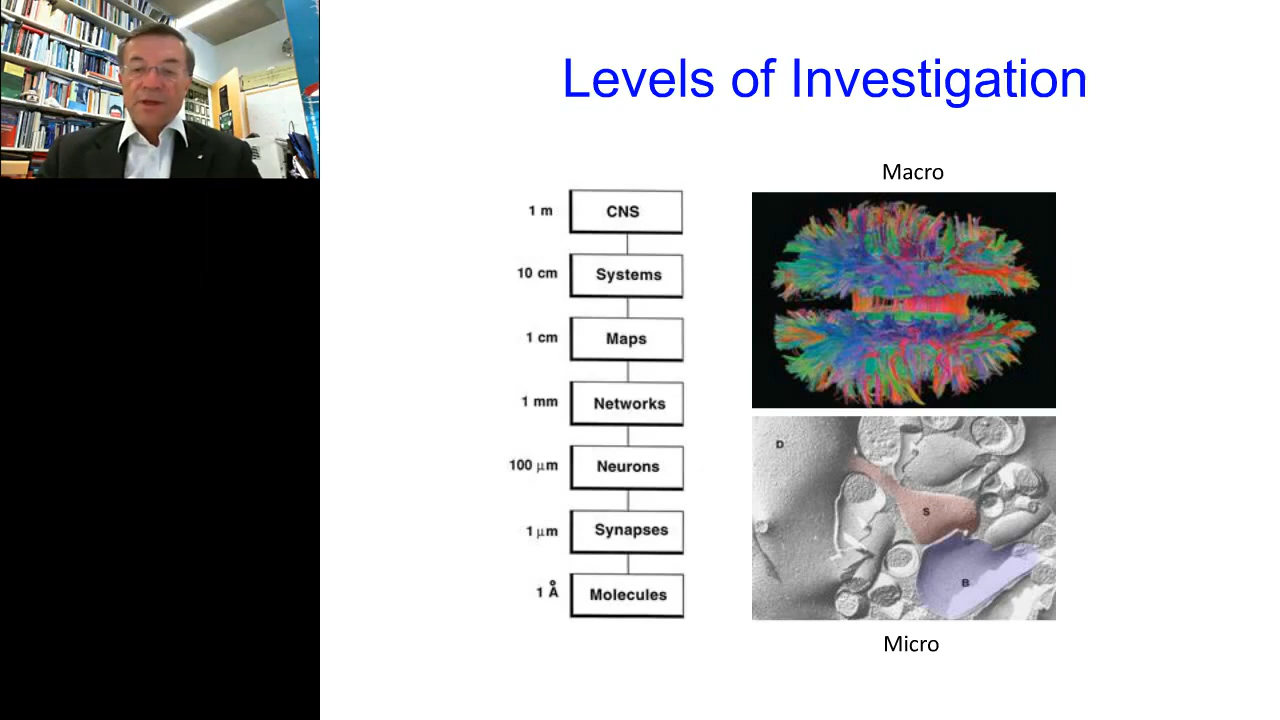 Levels of Investigation
Macro
1 m
CNS
10 cm
Systems
1 cm
Maps
1 mm
Networks
100 μm
Neurons
1 μm
Synapses
1 Å
Molecules
D
S
B
Micro